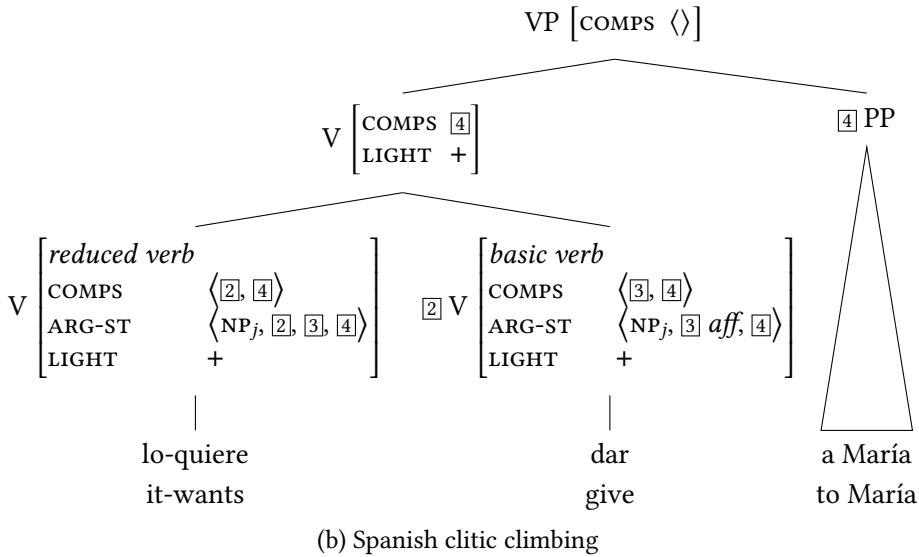 VP [COMPS ⟨⟩]
V [COMPS 4
LIGHT +]
4 PP
V [reduced verb
COMPS ⟨2, 4⟩
ARG-ST ⟨NPj, 2, 3, 4⟩
LIGHT +]
2 V [basic verb
COMPS ⟨3, 4⟩
ARG-ST ⟨NPj, 3 aff, 4⟩
LIGHT +]
lo-quiere dar a María
it-wants give to María
(b) Spanish clitic climbing